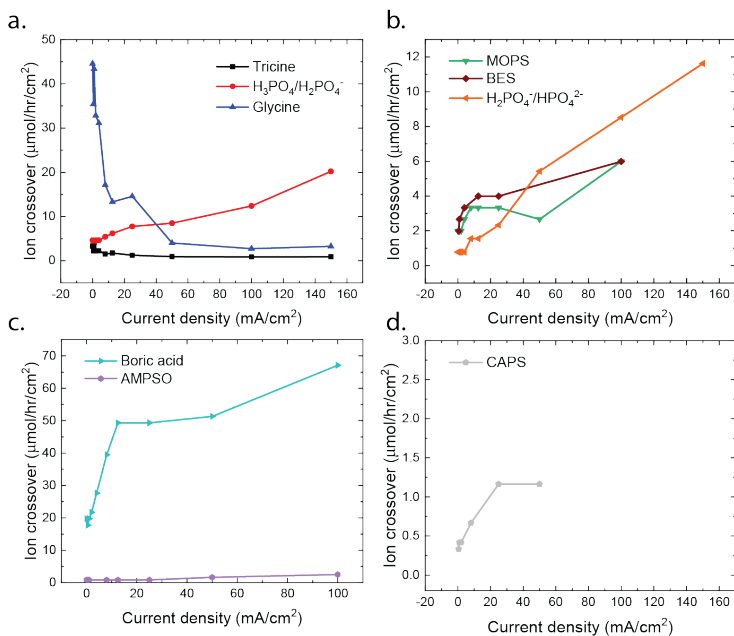 a.
50
45
40
35
30
25
20
15
10
5
0
Ion crossover (μmol/hr/cm²)
Tricine
H₃PO₄/H₂PO₄⁻
Glycine
-20 0 20 40 60 80 100 120 140 160
Current density (mA/cm²)
b.
12
10
8
6
4
2
0
Ion crossover (μmol/hr/cm²)
MOPS
BES
H₂PO₄⁻/HPO₄²⁻
-20 0 20 40 60 80 100 120 140 160
Current density (mA/cm²)
c.
70
60
50
40
30
20
10
0
Ion crossover (μmol/hr/cm²)
Boric acid
AMPSO
0 20 40 60 80 100
Current density (mA/cm²)
d.
3.0
2.5
2.0
1.5
1.0
0.5
0.0
Ion crossover (μmol/hr/cm²)
CAPS
-20 0 20 40 60 80 100 120 140 160
Current density (mA/cm²)